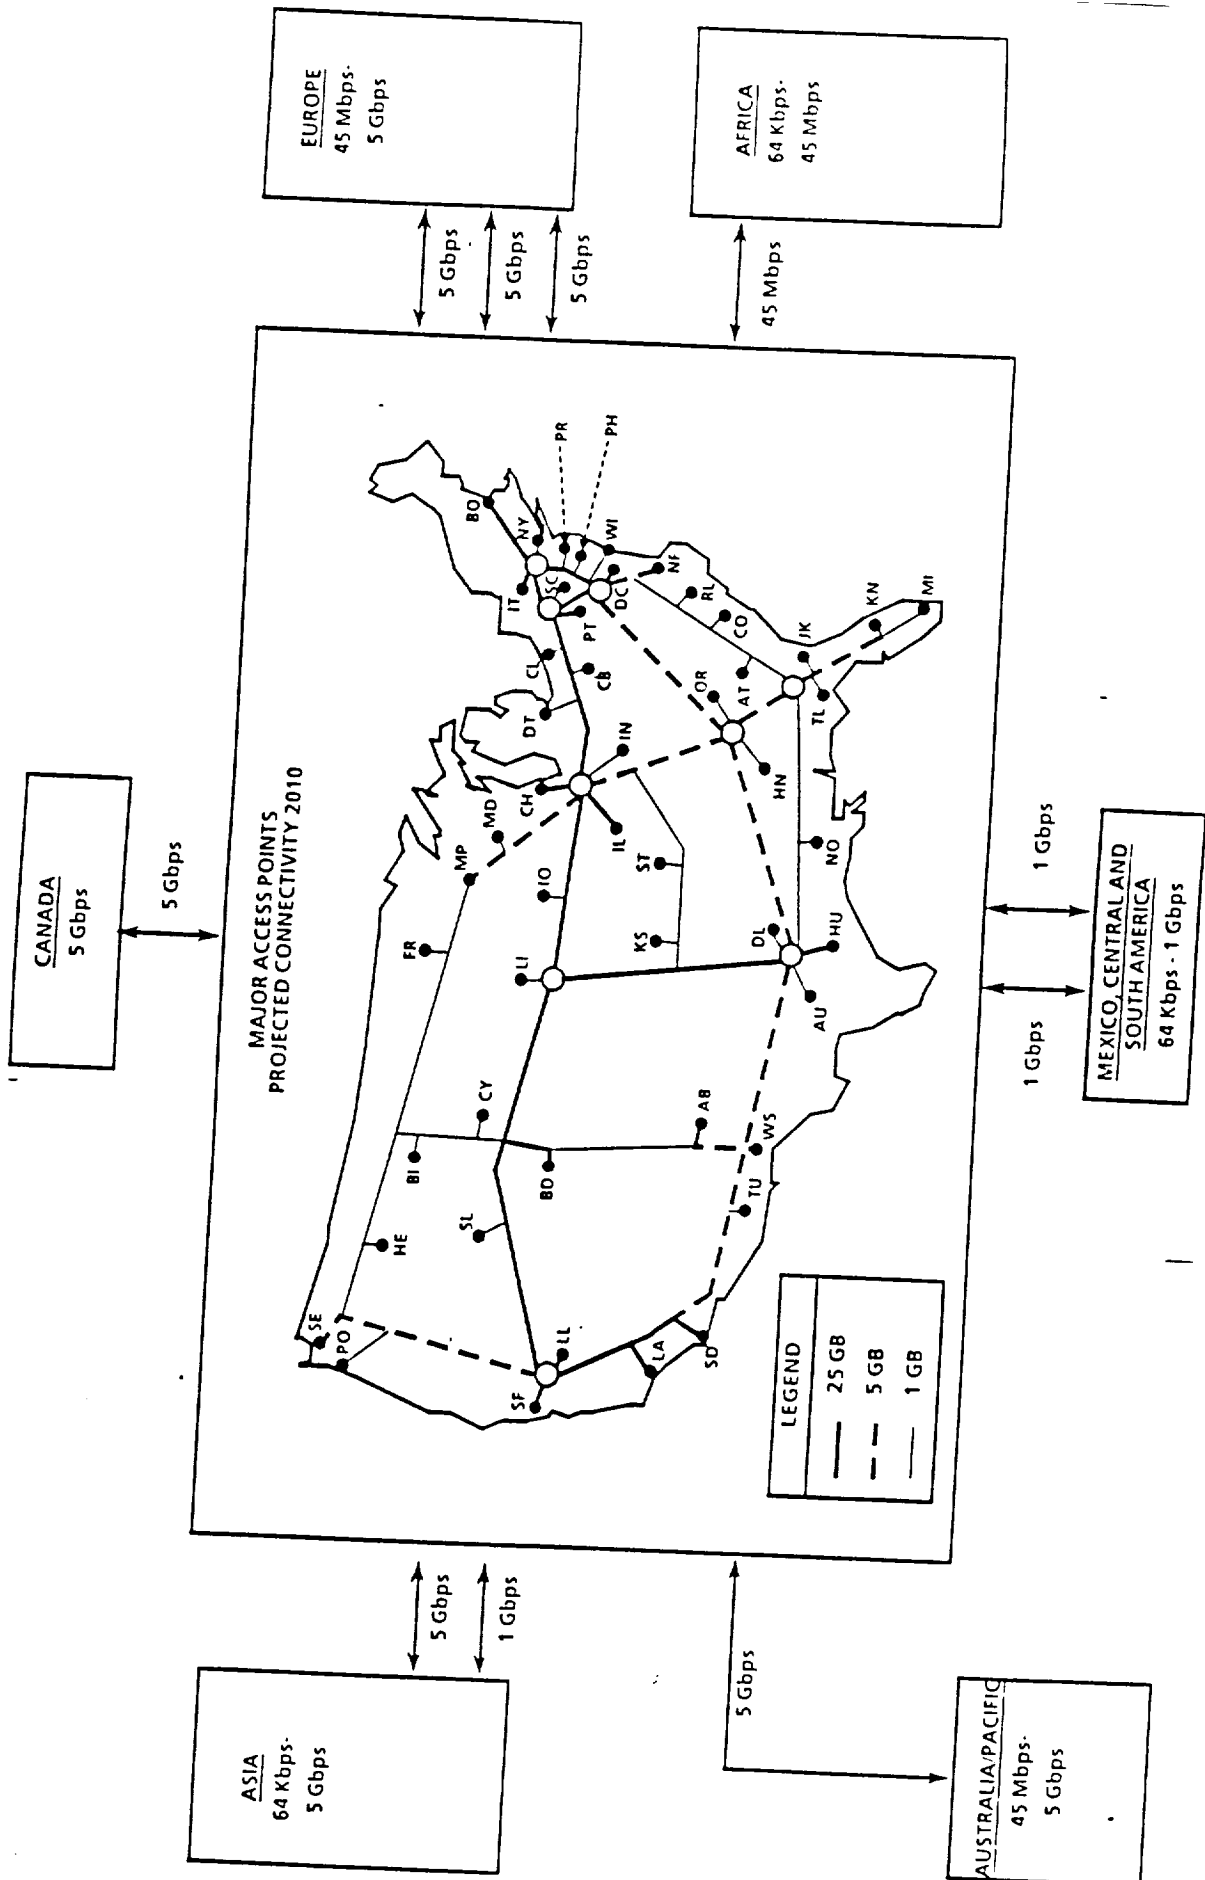 CANADA
5 Gbps
5 Gbps
MAJOR ACCESS POINTS
PROJECTED CONNECTIVITY 2010
ASIA
64 Kbps-
5 Gbps
5 Gbps
1 Gbps
5 Gbps
AUSTRALIA/PACIFIC
45 Mbps-
5 Gbps
EUROPE
45 Mbps-
5 Gbps
5 Gbps
5 Gbps
5 Gbps
AFRICA
64 Kbps-
45 Mbps
45 Mbps
1 Gbps
1 Gbps
MEXICO, CENTRAL AND
SOUTH AMERICA
64 Kbps - 1 Gbps
SE
PO
HE
BI
CY
FR
MP
MD
CH
DT
CL
IT
SC
BO
NY
PR
PH
WI
DC
NF
PT
CB
IN
IL
IO
LI
SL
BD
SF
LL
LA
SD
TU
WS
AB
KS
ST
DL
HU
AU
NO
HN
OR
AT
CO
RL
JK
TL
KN
MI
LEGEND
25 GB
5 GB
1 GB